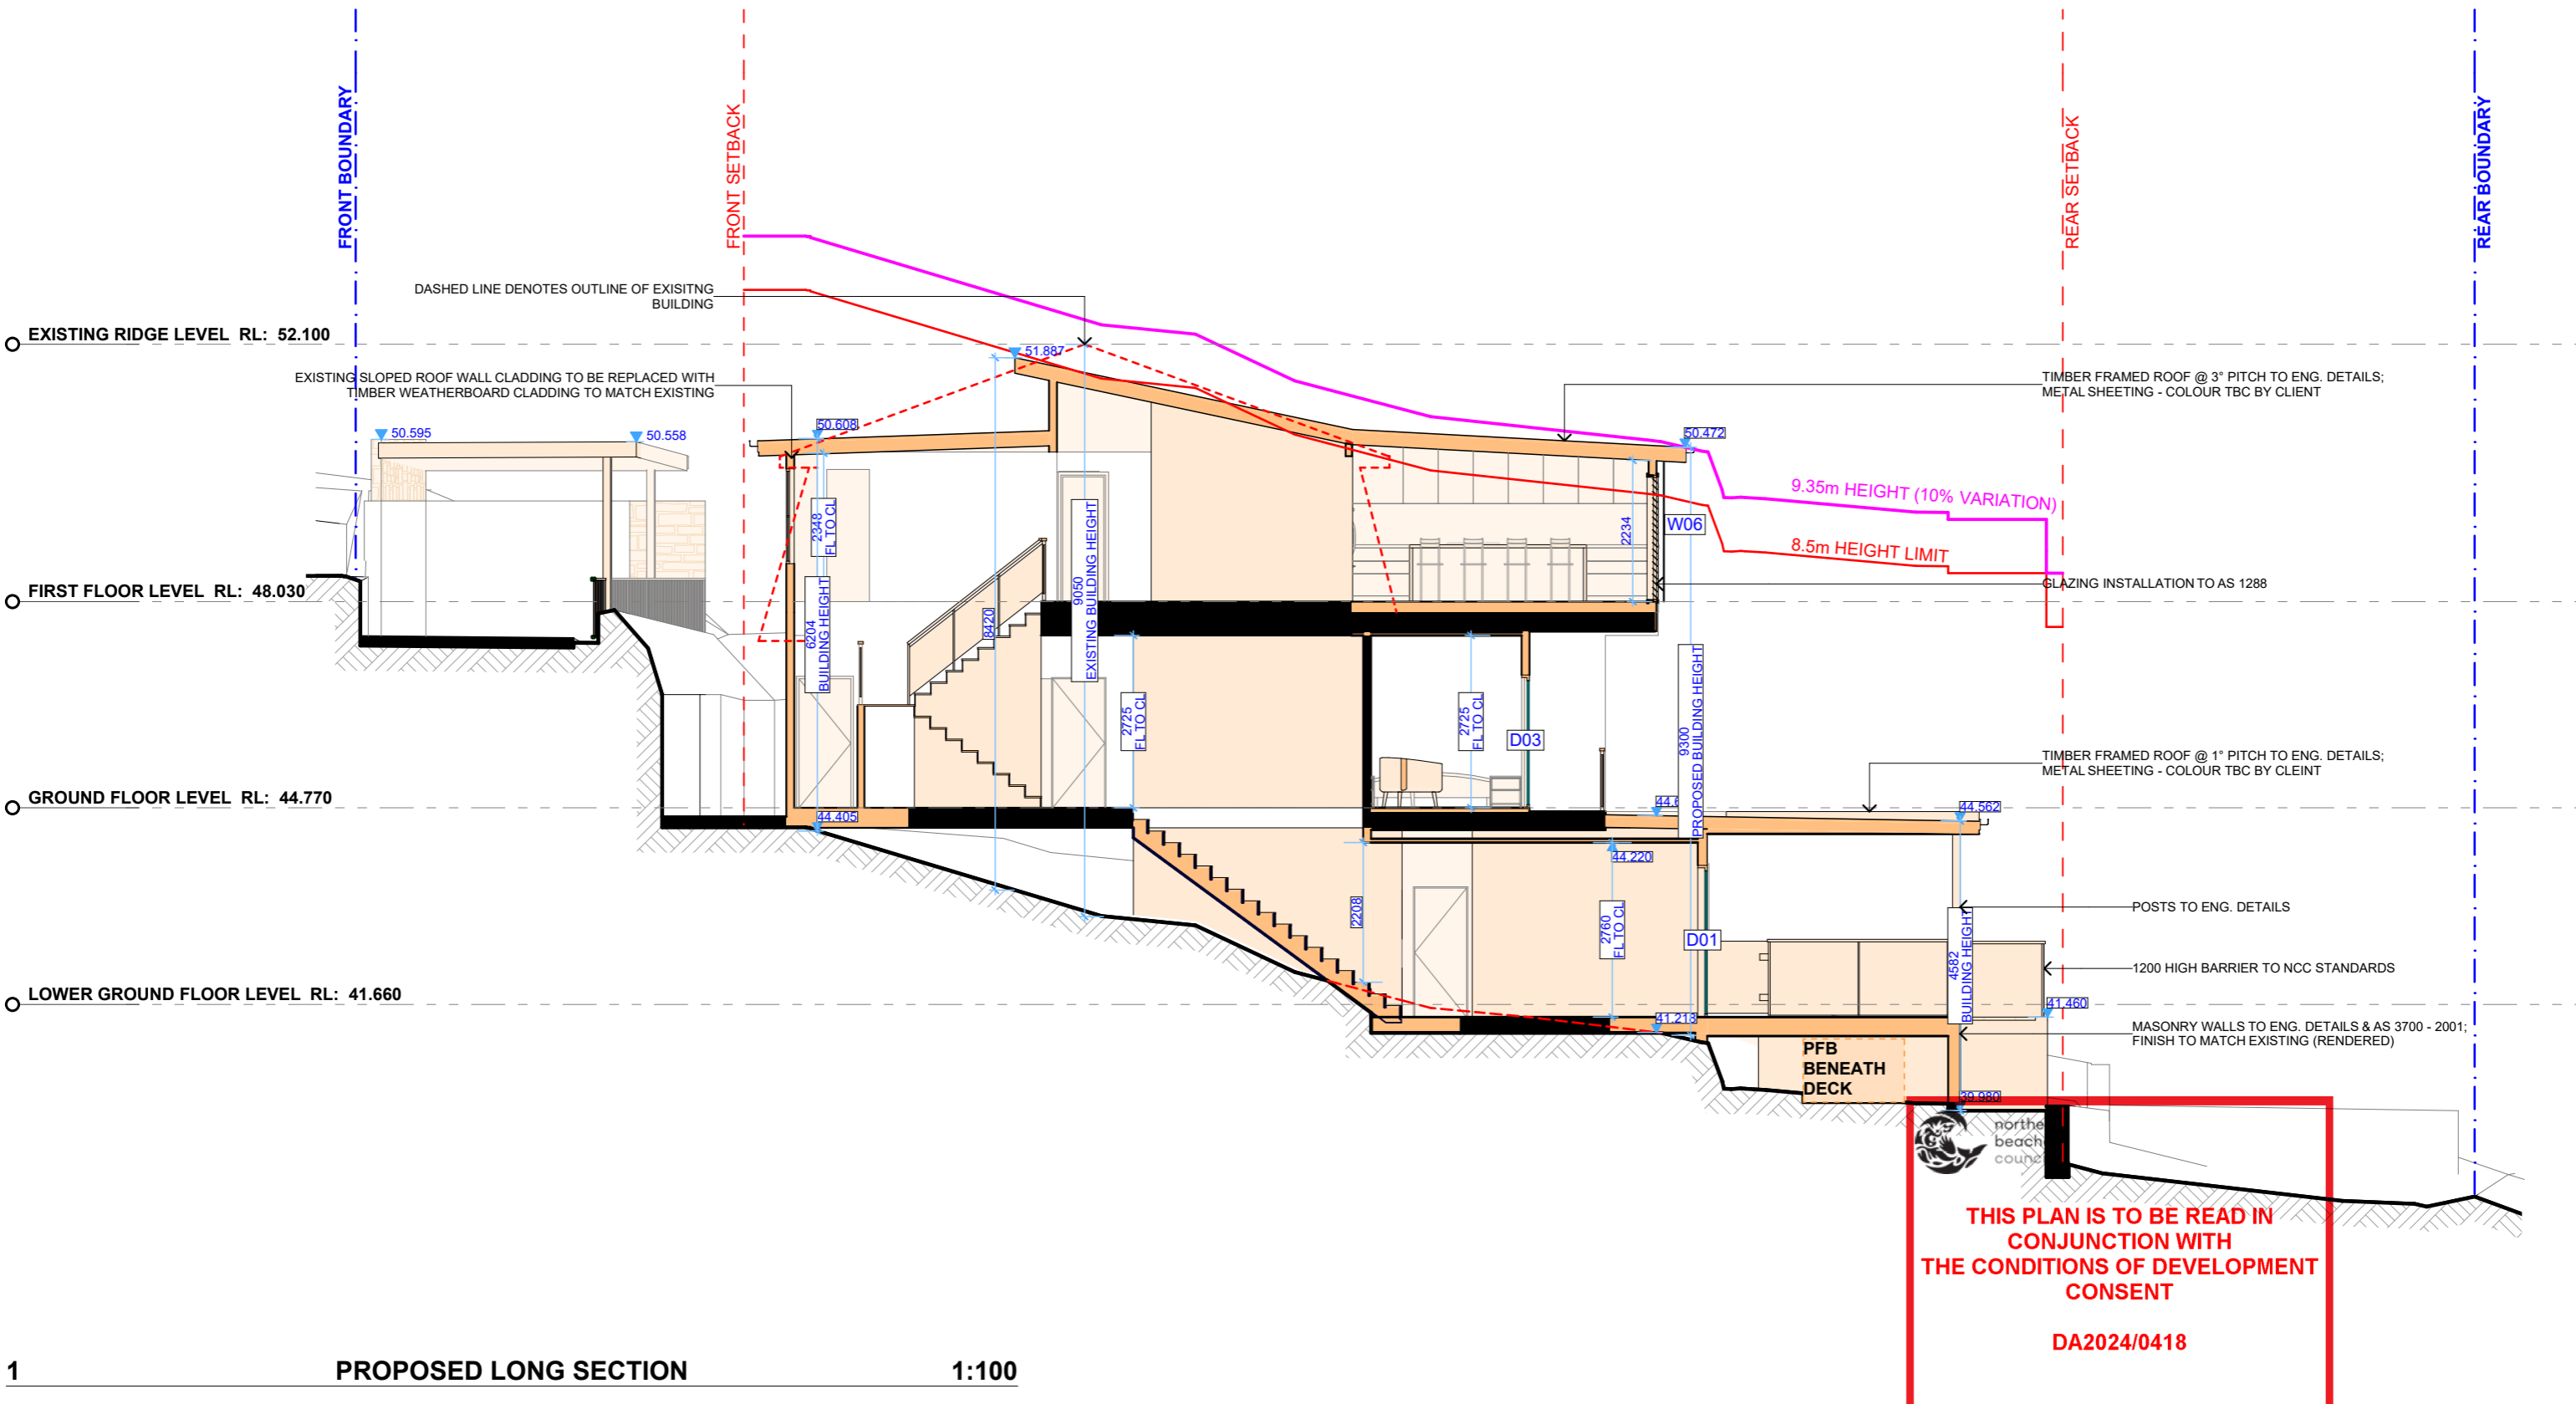 FRONT BOUNDARY
FRONT SETBACK
REAR SETBACK
REAR BOUNDARY
DASHED LINE DENOTES OUTLINE OF EXISITNG
BUILDING
EXISTING RIDGE LEVEL RL: 52.100
51.887
EXISTING SLOPED ROOF WALL CLADDING TO BE REPLACED WITH
TIMBER WEATHERBOARD CLADDING TO MATCH EXISTING
TIMBER FRAMED ROOF @ 3° PITCH TO ENG. DETAILS;
METAL SHEETING - COLOUR TBC BY CLIENT
50.595
50.558
50.608
50.472
9.35m HEIGHT (10% VARIATION)
8.5m HEIGHT LIMIT
2348
FL TO CL
2234
W06
GLAZING INSTALLATION TO AS 1288
FIRST FLOOR LEVEL RL: 48.030
6204
BUILDING HEIGHT
8420
9050
EXISTING BUILDING HEIGHT
2725
FL TO CL
2725
FL TO CL
D03
9300
PROPOSED BUILDING HEIGHT
TIMBER FRAMED ROOF @ 1° PITCH TO ENG. DETAILS;
METAL SHEETING - COLOUR TBC BY CLEINT
GROUND FLOOR LEVEL RL: 44.770
44.405
44.562
44.220
2208
2760
FL TO CL
D01
4582
BUILDING HEIGHT
POSTS TO ENG. DETAILS
1200 HIGH BARRIER TO NCC STANDARDS
LOWER GROUND FLOOR LEVEL RL: 41.660
41.460
41.218
MASONRY WALLS TO ENG. DETAILS & AS 3700 - 2001;
FINISH TO MATCH EXISTING (RENDERED)
PFB
BENEATH
DECK
39.980
northe
beach
counc
THIS PLAN IS TO BE READ IN
CONJUNCTION WITH
THE CONDITIONS OF DEVELOPMENT
CONSENT
DA2024/0418
1 PROPOSED LONG SECTION 1:100